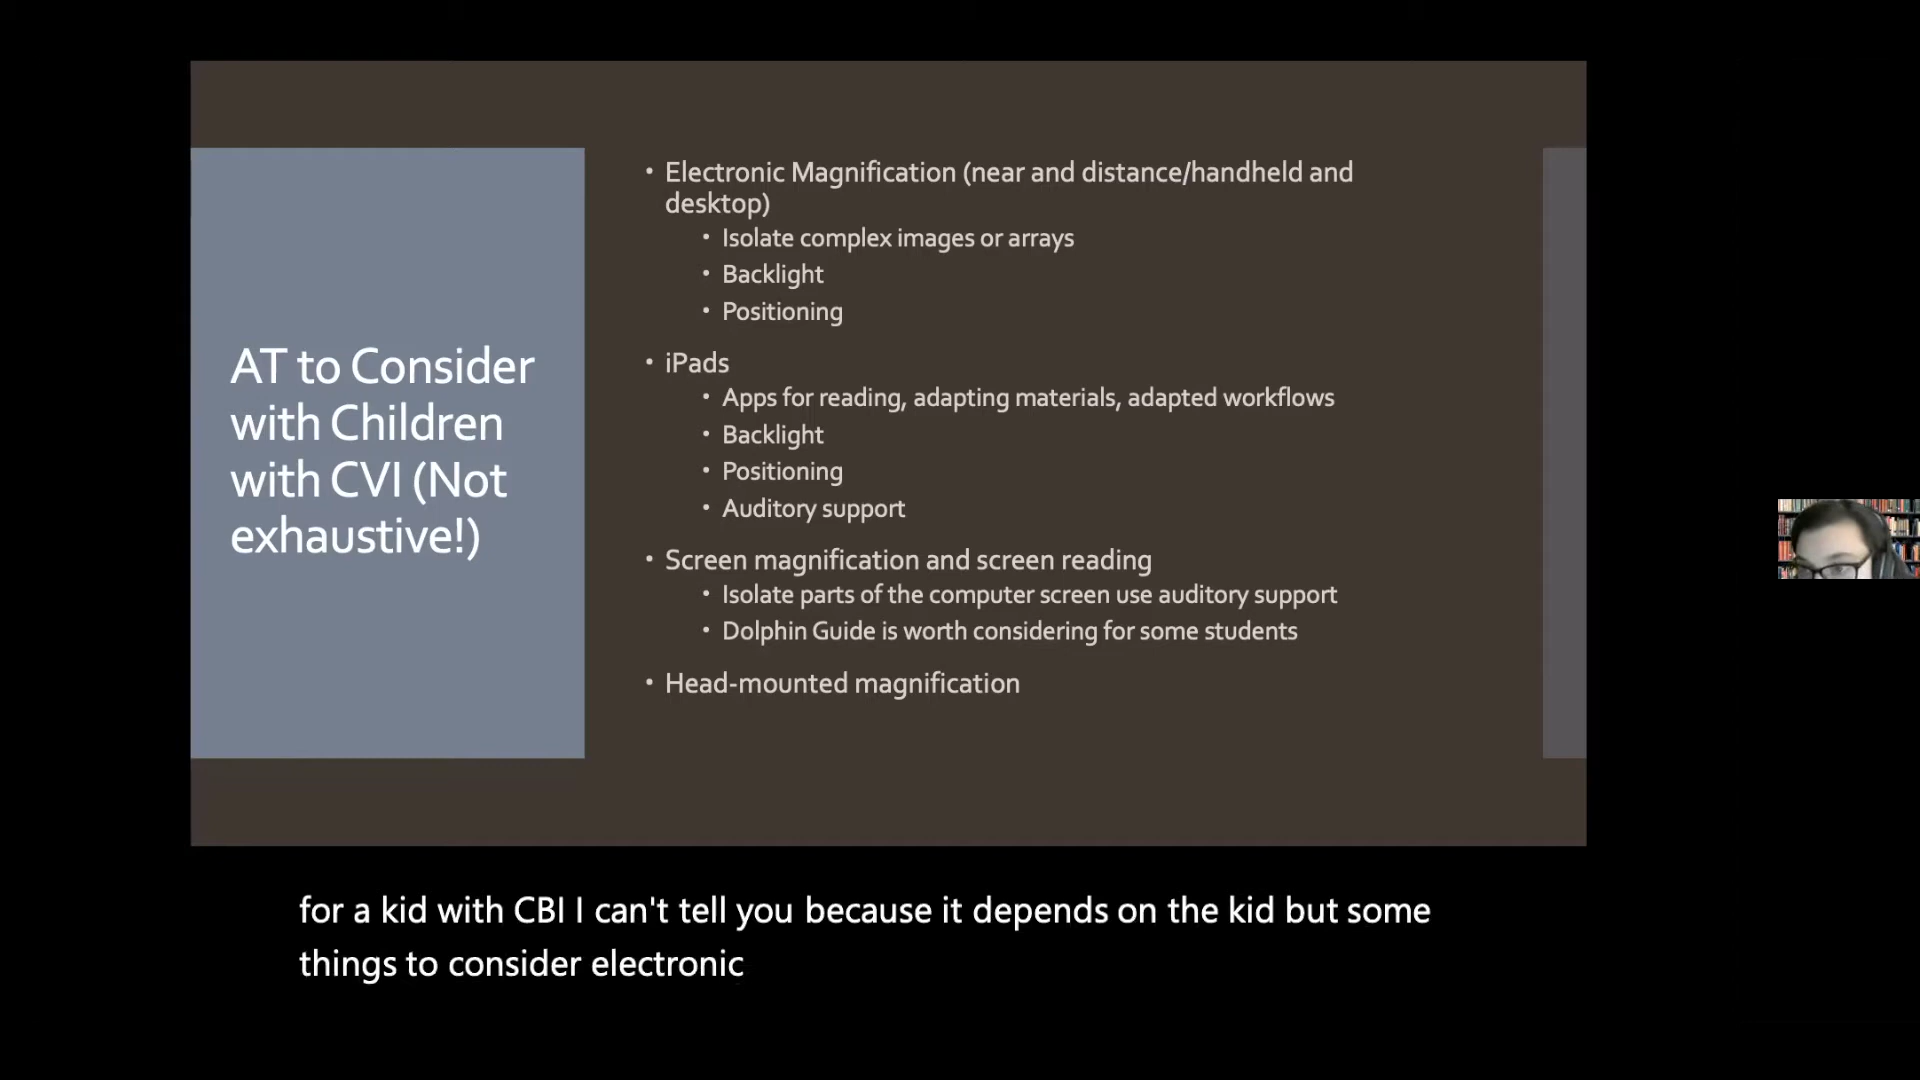 AT to Consider
with Children
with CVI (Not
exhaustive!)
• Electronic Magnification (near and distance/handheld and
desktop)
• Isolate complex images or arrays
• Backlight
• Positioning
• iPads
• Apps for reading, adapting materials, adapted workflows
• Backlight
• Positioning
• Auditory support
• Screen magnification and screen reading
• Isolate parts of the computer screen use auditory support
• Dolphin Guide is worth considering for some students
• Head-mounted magnification
for a kid with CBI I can't tell you because it depends on the kid but some
things to consider electronic